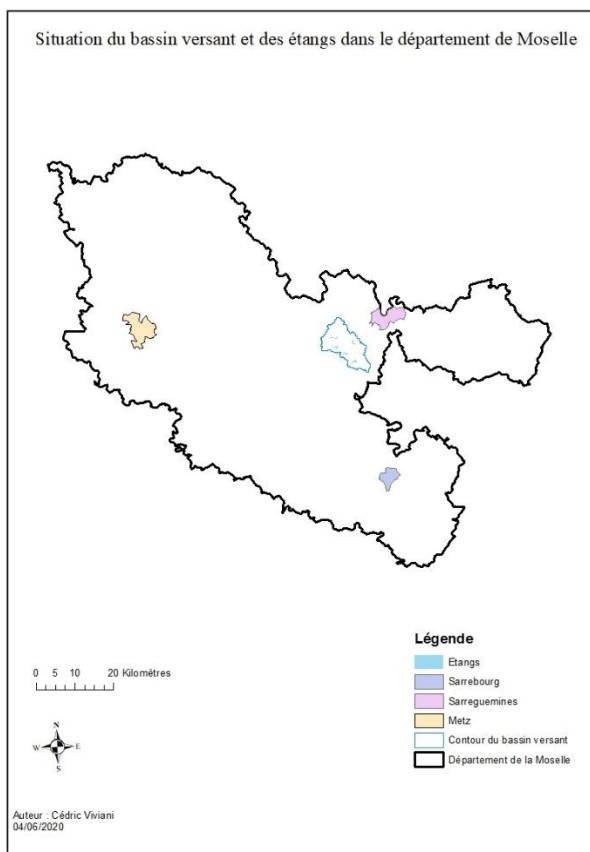 Situation du bassin versant et des étangs dans le département de Moselle
Légende
Etangs
Sarrebourg
Sarreguemines
Metz
Contour du bassin versant
Département de la Moselle
0 5 10 20 Kilomètres
N
W E
S
Auteur : Cédric Viviani
04/06/2020